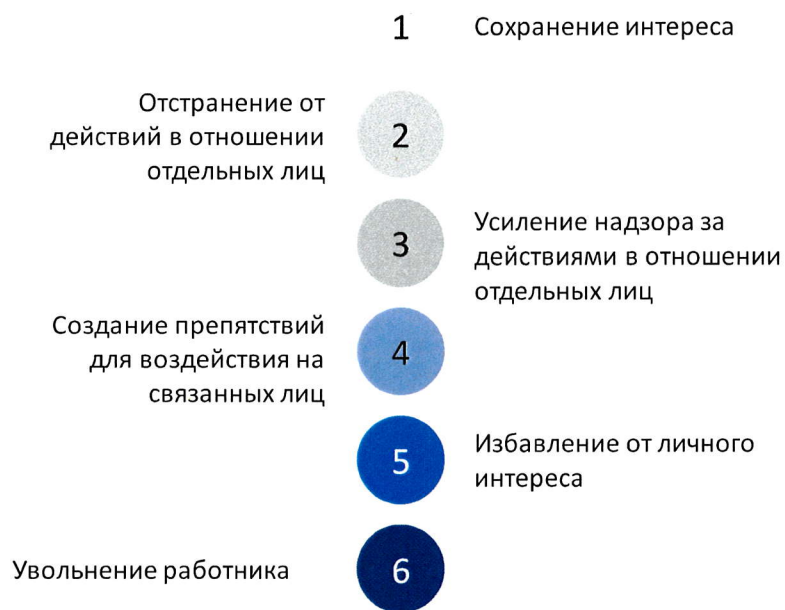 1
Сохранение интереса
Отстранение от
действий в отношении
отдельных лиц
2
3
Усиление надзора за
действиями в отношении
отдельных лиц
Создание препятствий
для воздействия на
связанных лиц
4
5
Избавление от личного
интереса
Увольнение работника
6